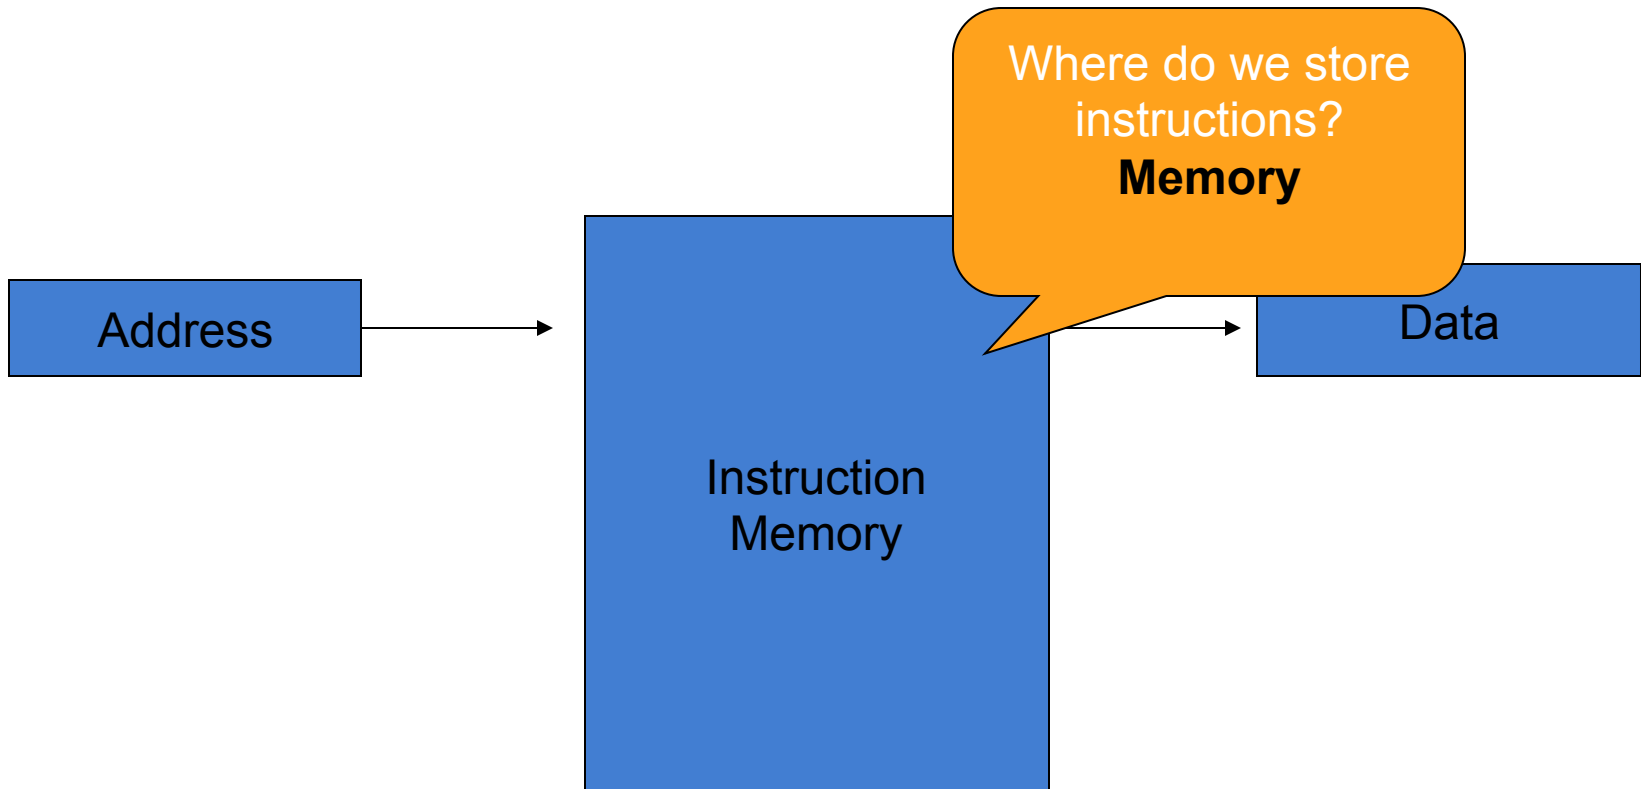 Where do we store
instructions?
Memory
Address
Data
Instruction
Memory